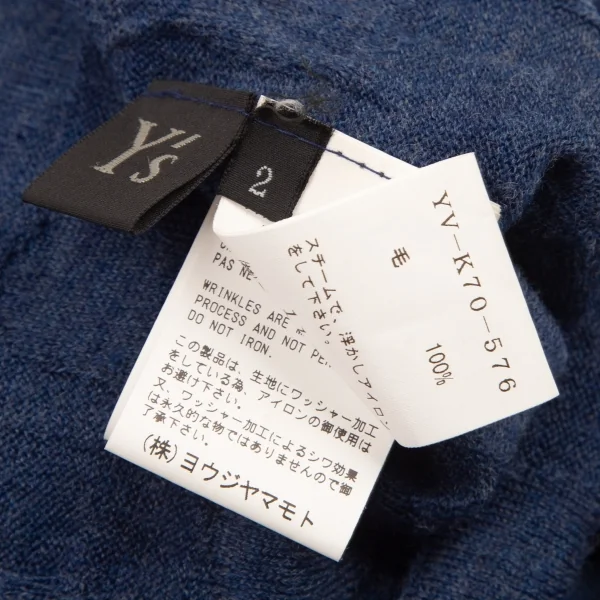 Y's
2
YV-K70-576
毛
100%
スチームで、浮かしアイロン
をして下さい。
PAS
WRINKLES ARE
PROCESS AND NOT
DO NOT IRON.
この製品は、生地にワッシャー加工
をしている為、アイロンの御使用は
お避け下さい。
又、ワッシャー加工によるシワ効果
は永久的な物ではありませんので御
了承下さい。
(株)ヨウジヤマモト